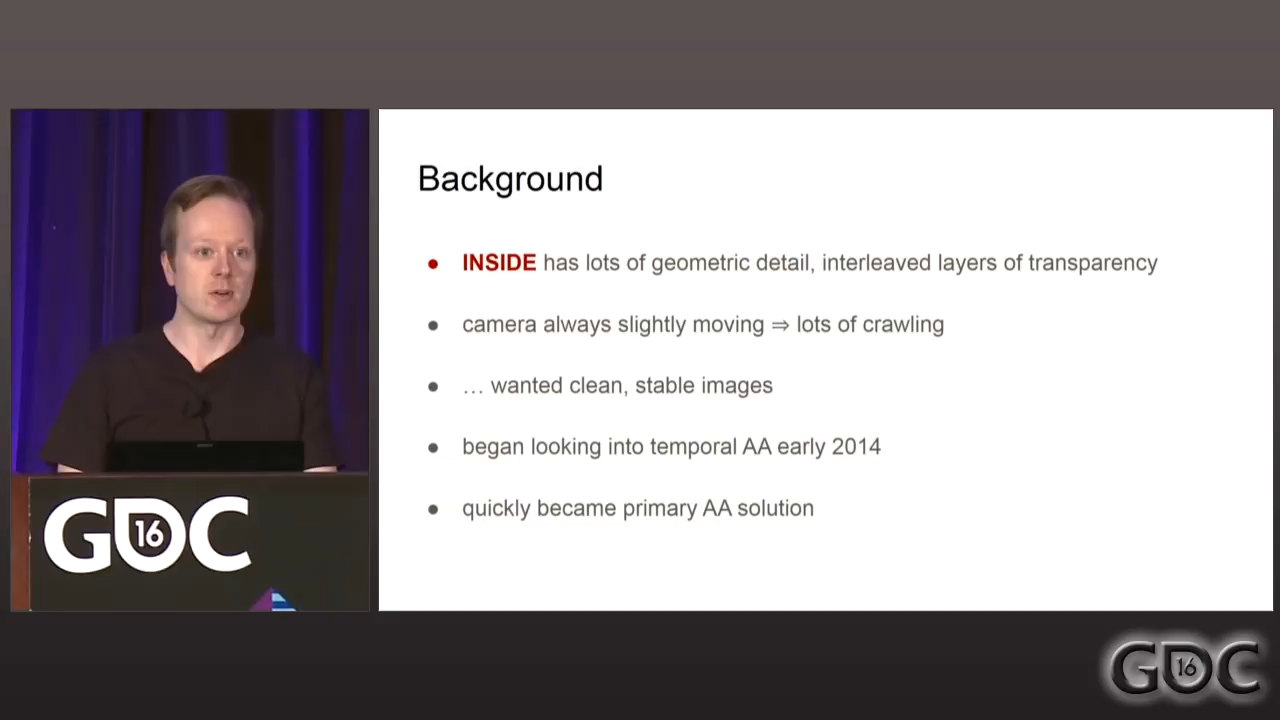 Background
● INSIDE has lots of geometric detail, interleaved layers of transparency
● camera always slightly moving ⇒ lots of crawling
● … wanted clean, stable images
● began looking into temporal AA early 2014
● quickly became primary AA solution
GDC 16
GDC 16